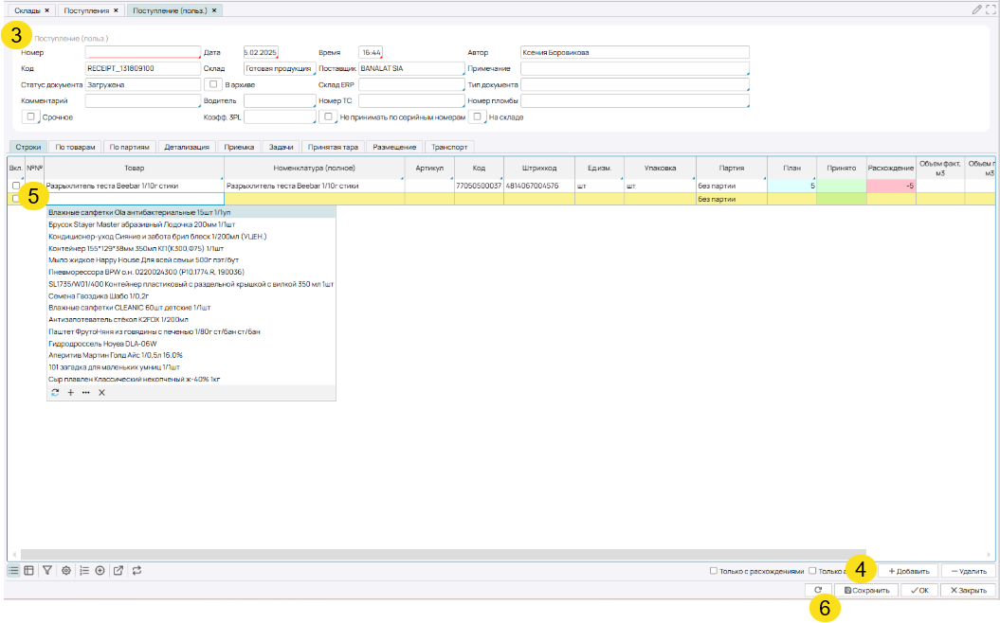 Склады × Поступления × Поступление (польз.) ×
3 Поступление (польз.)
Номер Дата 5.02.2025 Время 16:44 Автор Ксения Боровикова
Код RECEIPT_131809100 Склад Готовая продукция Поставщик BANALAT SIA Примечание
Статус документа Загружена В архиве Склад ERP Тип документа
Комментарий Водитель Номер ТС Номер пломбы
Срочное Коэфф. 3PL Не принимать по серийным номерам На складе
Строки По товарам По партиям Детализация Приемка Задачи Принятая тара Размещение Транспорт
Вкл. №№ Товар Номенклатура (полное) Артикул Код Штрихкод Ед.изм. Упаковка Партия План Принято Расхождение Объем факт, м3 Объем м3
Разрыхлитель теста Beebar 1/10г стики Разрыхлитель теста Beebar 1/10г стики 77050500037 4814067004576 шт шт без партии 5 -5
5 без партии
Влажные салфетки Ola антибактериальные 15шт 1/1уп
Брусок Stayer Master абразивный Лодочка 200мм 1/1шт
Кондиционер-уход Сияние и забота брил блеск 1/200мл (УЦЕН.)
Контейнер 155*129*38мм 350мл КП(К300,Ф75) 1/1шт
Мыло жидкое Happy House Для всей семьи 500г пэт/бут
Пневморессора BPW о.н. 0220024300 (P10.1774.R, 190036)
SL1735/W01/400 Контейнер пластиковый с раздельной крышкой с вилкой 350 мл 1шт
Семена Гвоздика Шабо 1/0,2г
Влажные салфетки CLEANIC 60шт детские 1/1шт
Антизапотеватель стёкол K2FOX 1/200мл
Паштет ФрутоНяня из говядины с печенью 1/80г ст/бан ст/бан
Гидродроссель Hoyea DLA-06W
Аперитив Мартин Голд Айс 1/0,5л 16.0%
101 загадка для маленьких умниц 1/1шт
Сыр плавлен Классический некопченый ж-40% 1кг
Только с расхождениями Только 4 + Добавить — Удалить
Сохранить OK Закрыть
6